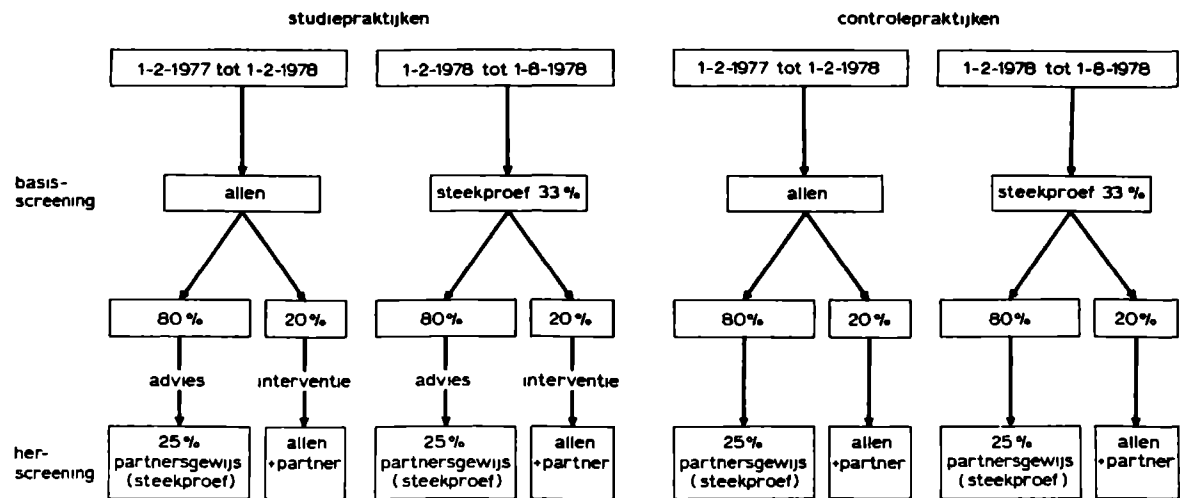 studiepraktijken controlepraktijken
1-2-1977 tot 1-2-1978 1-2-1978 tot 1-8-1978 1-2-1977 tot 1-2-1978 1-2-1978 tot 1-8-1978
basis-
screening
allen steekproef 33 % allen steekproef 33 %
80% 20% 80% 20% 80% 20% 80% 20%
advies interventie advies interventie
her-
screening
25%
partnersgewijs
(steekproef)
allen
+partner
25%
partnersgewijs
(steekproef)
allen
+partner
25%
partnersgewijs
(steekproef)
allen
+partner
25%
partnersgewijs
(steekproef)
allen
+partner